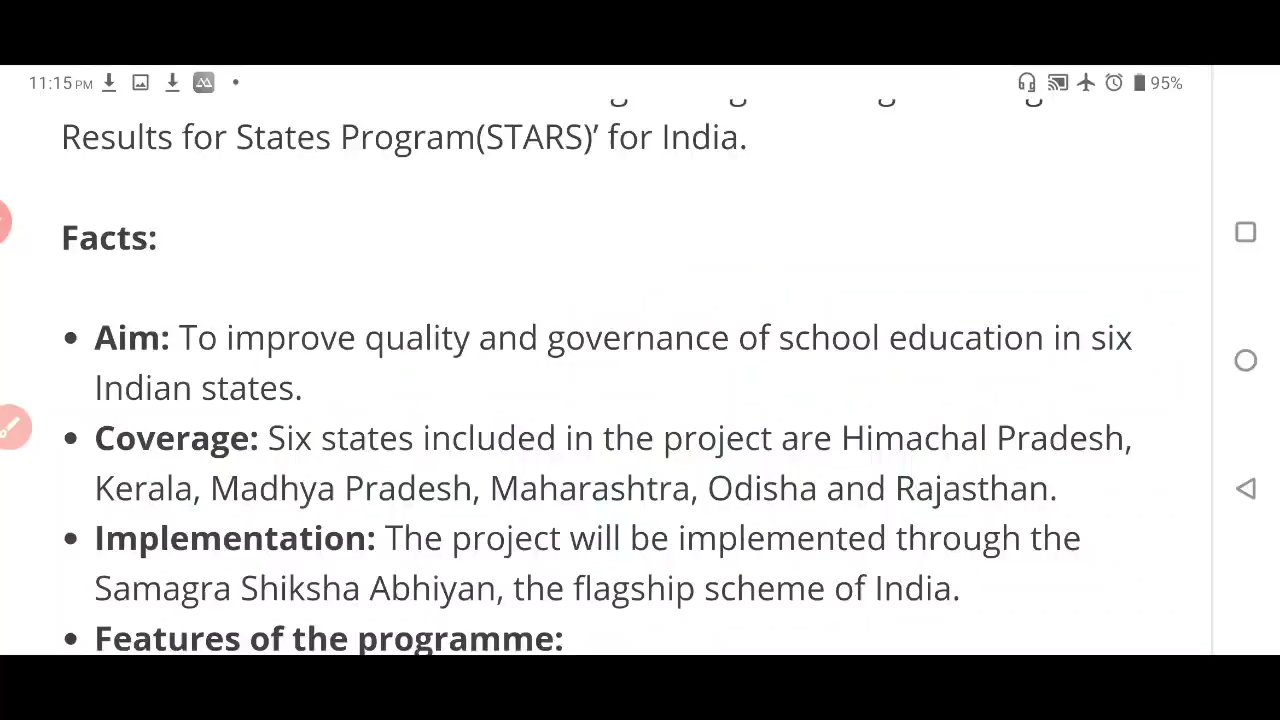 11:15 PM
95%
Results for States Program(STARS)’ for India.
Facts:
• Aim: To improve quality and governance of school education in six
Indian states.
• Coverage: Six states included in the project are Himachal Pradesh,
Kerala, Madhya Pradesh, Maharashtra, Odisha and Rajasthan.
• Implementation: The project will be implemented through the
Samagra Shiksha Abhiyan, the flagship scheme of India.
• Features of the programme: